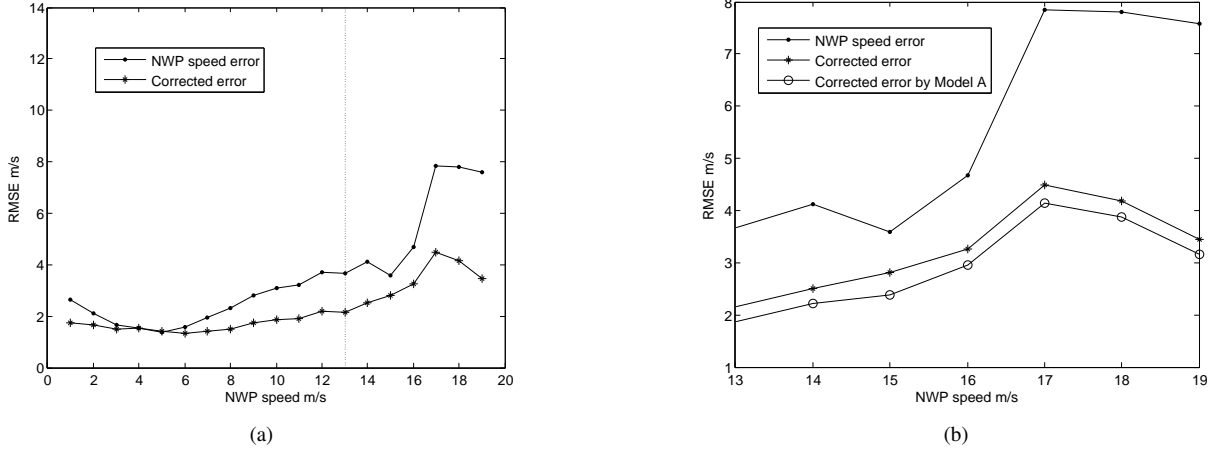 14
12
10
8
6
4
2
0
RMSE m/s
NWP speed error
Corrected error
0 2 4 6 8 10 12 14 16 18 20
NWP speed m/s
(a)
8
7
6
5
4
3
2
1
RMSE m/s
NWP speed error
Corrected error
Corrected error by Model A
13 14 15 16 17 18 19
NWP speed m/s
(b)